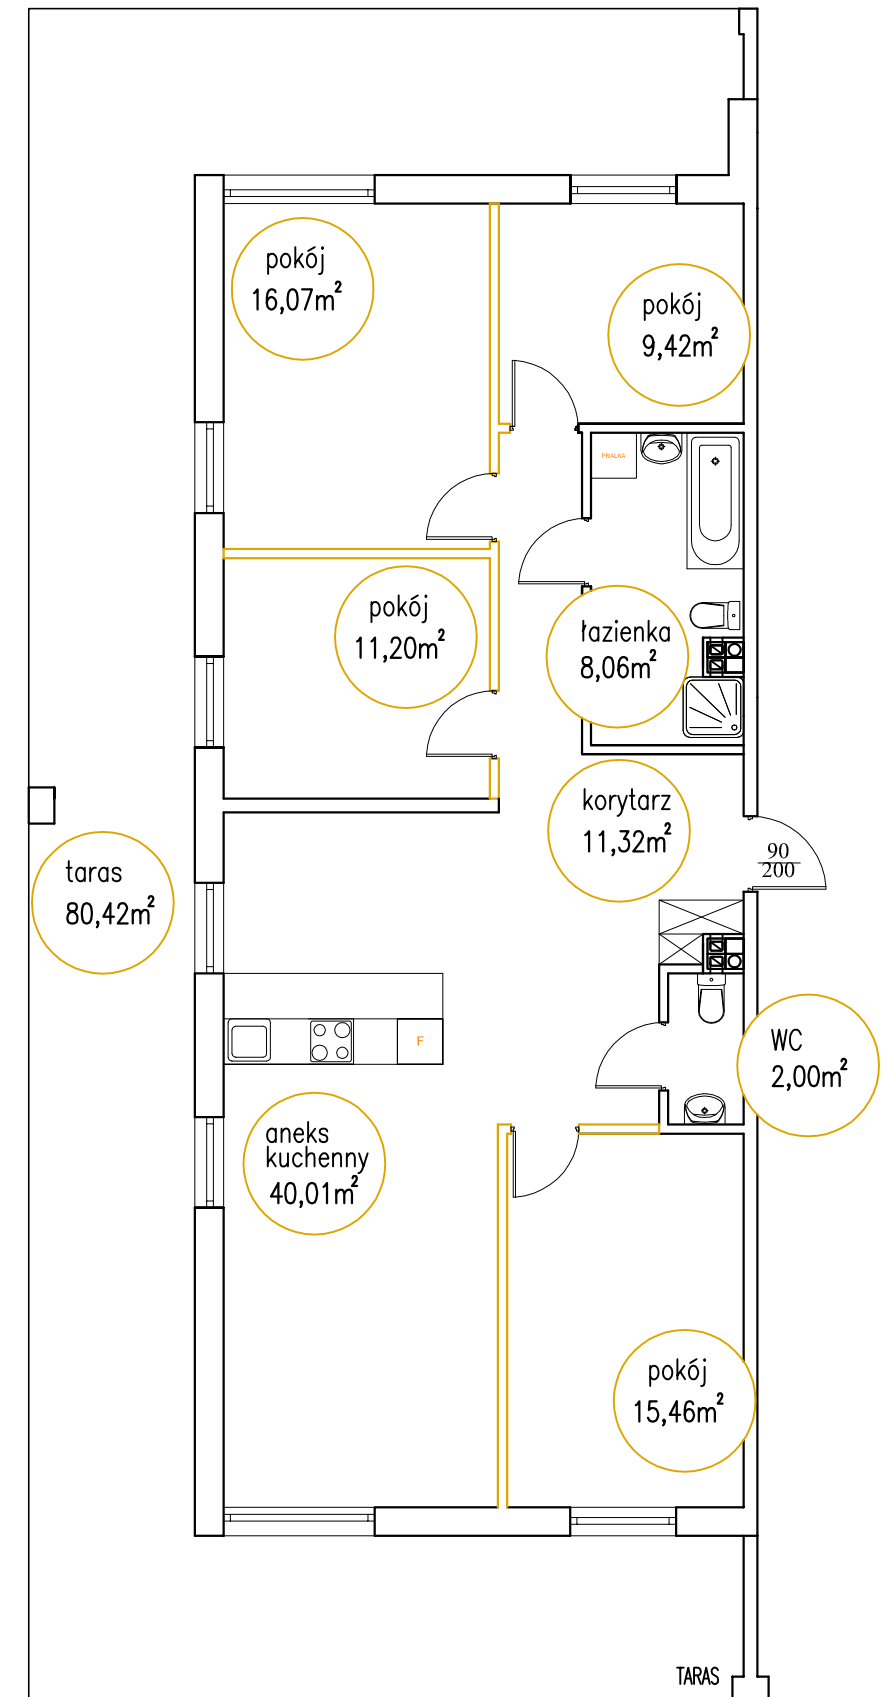 pokój
16,07m²
pokój
9,42m²
PRALKA
pokój
11,20m²
łazienka
8,06m²
korytarz
11,32m²
90
200
taras
80,42m²
F
WC
2,00m²
aneks
kuchenny
40,01m²
pokój
15,46m²
TARAS